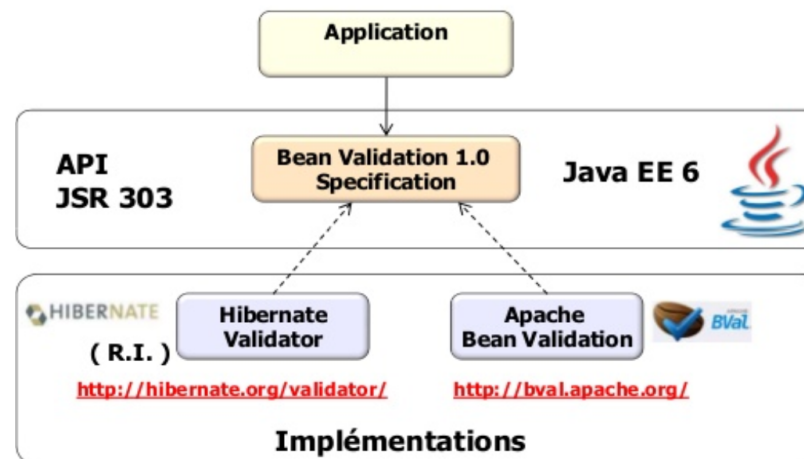 Application
API
JSR 303
Bean Validation 1.0
Specification
Java EE 6
HIBERNATE
( R.I. )
Hibernate
Validator
Apache
Bean Validation
BVal
http://hibernate.org/validator/
http://bval.apache.org/
Implémentations